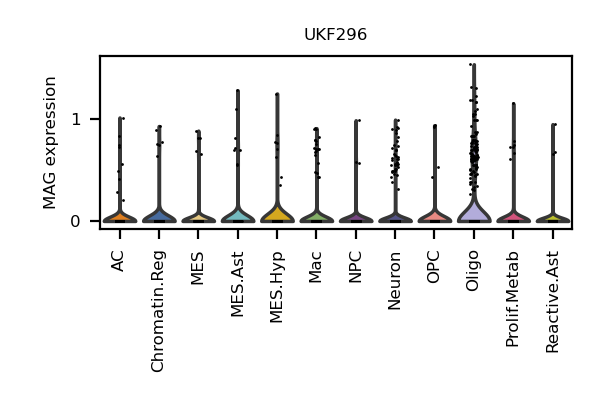 UKF296
MAG expression
1
0
AC
Chromatin.Reg
MES
MES.Ast
MES.Hyp
Mac
NPC
Neuron
OPC
Oligo
Prolif.Metab
Reactive.Ast